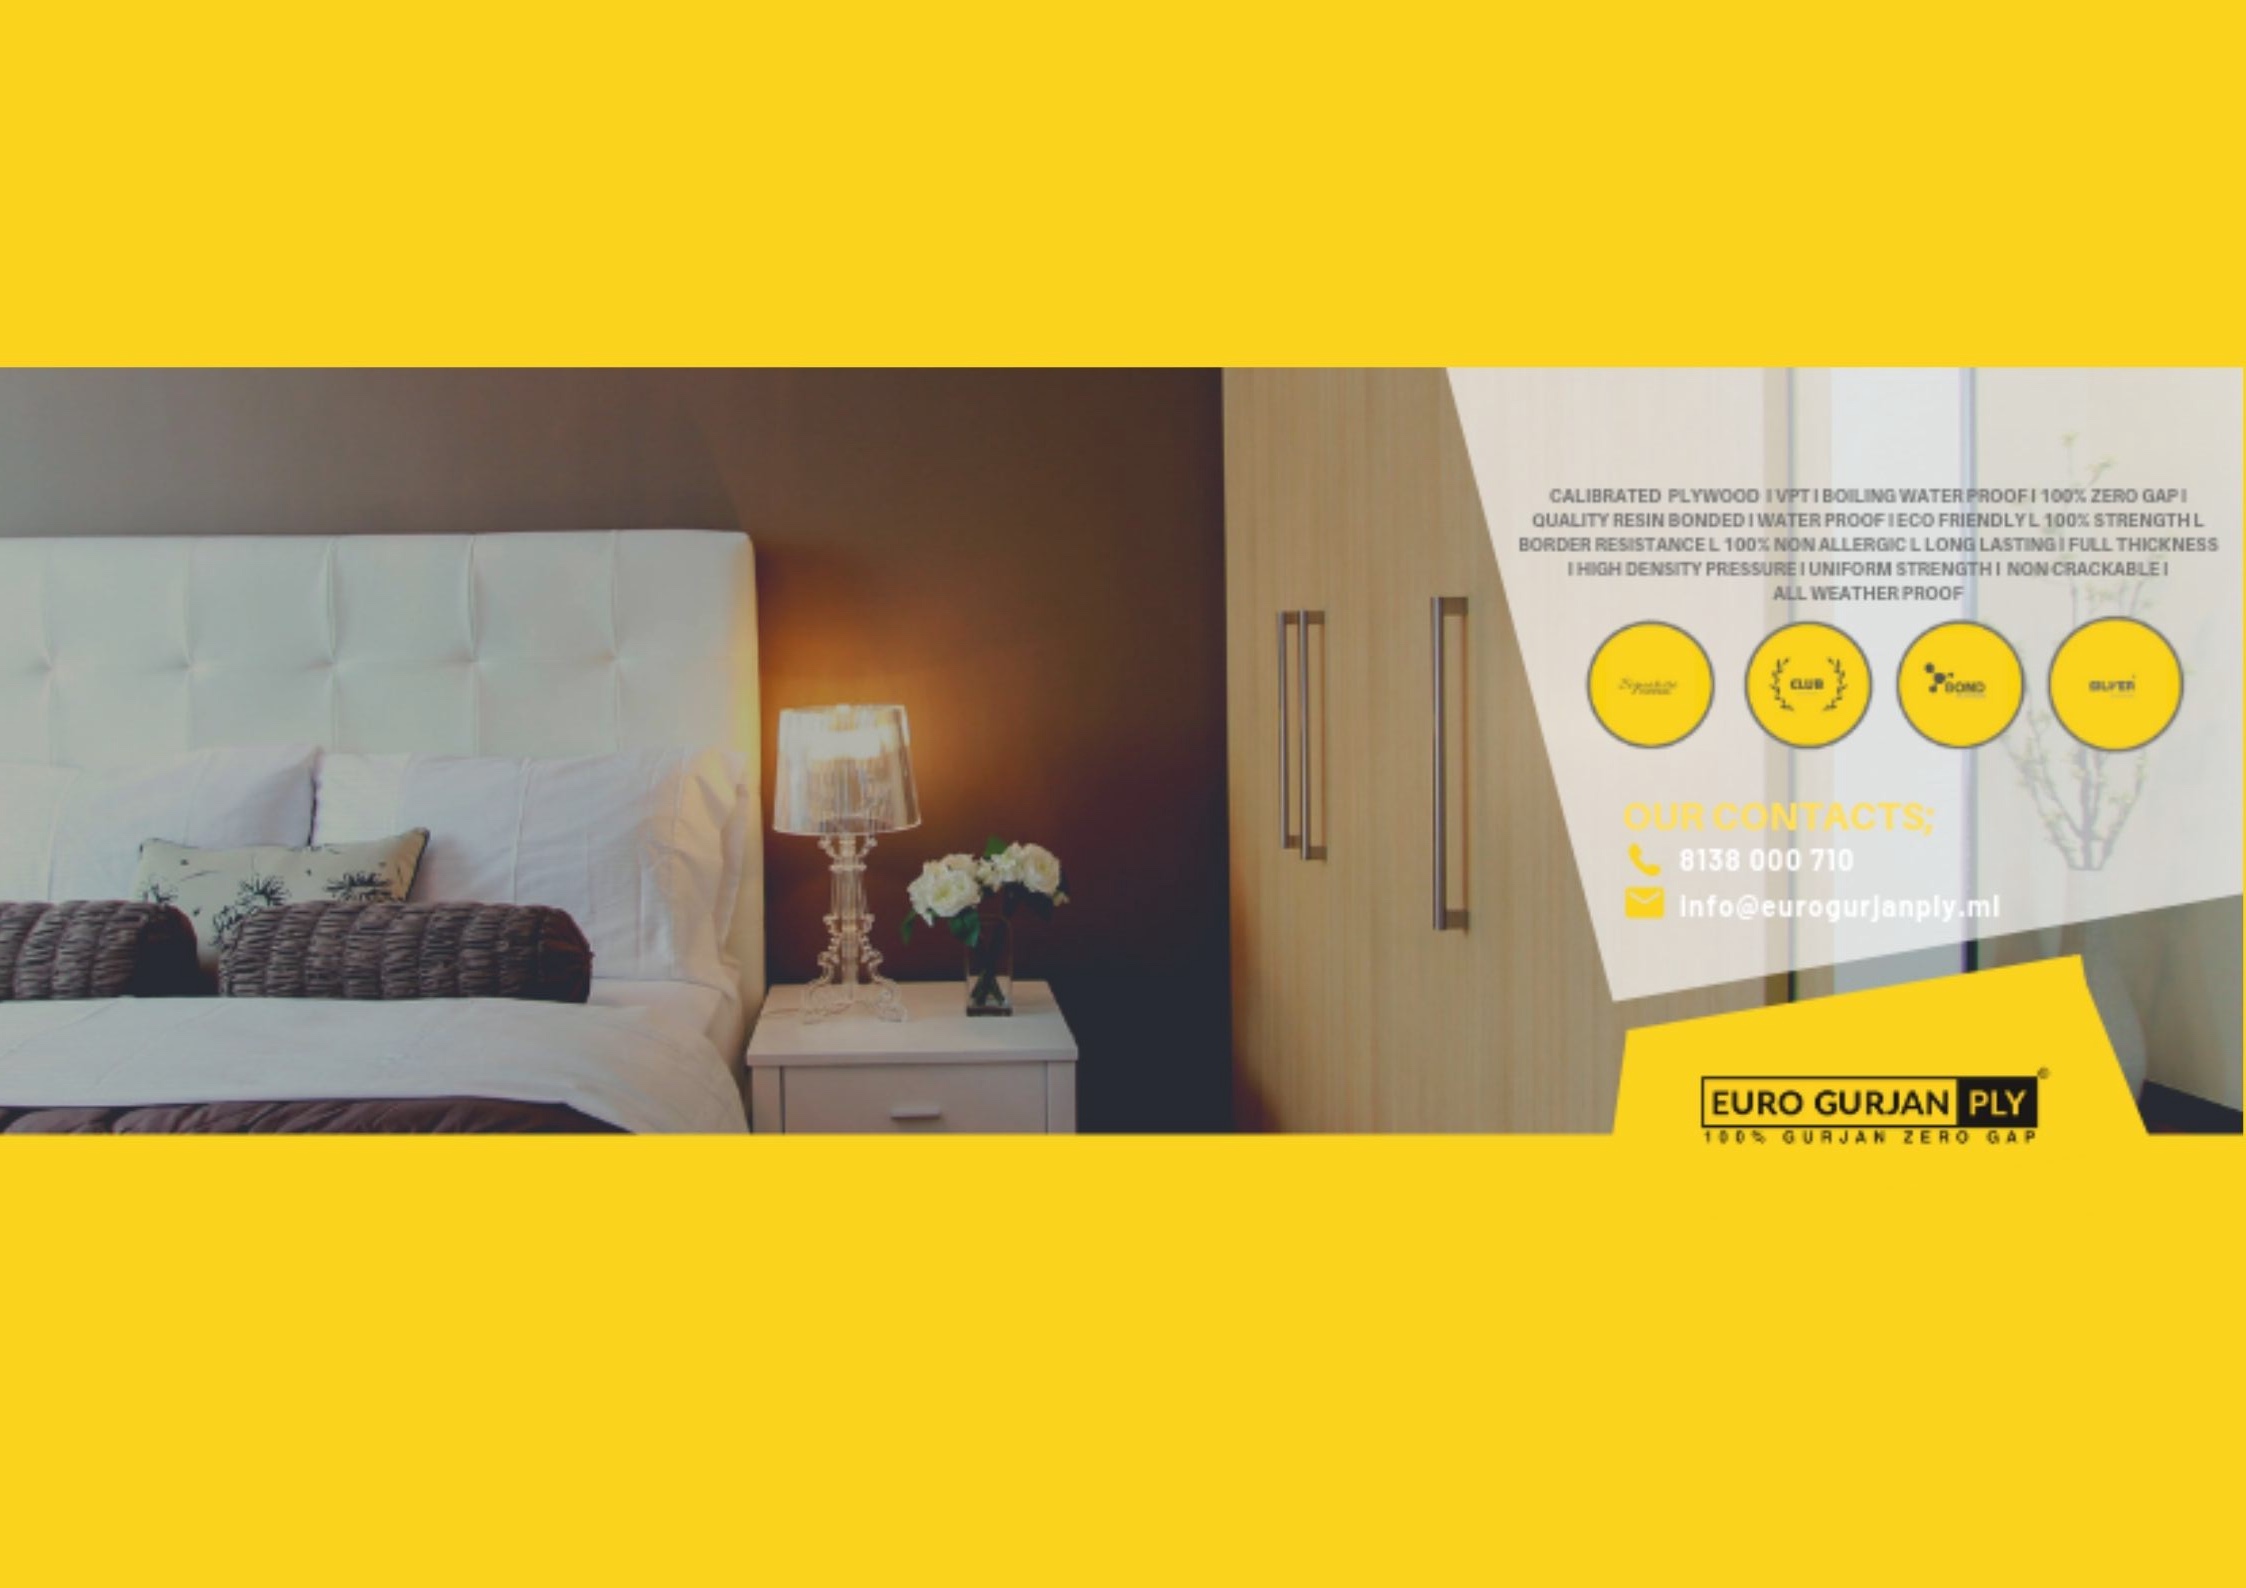 CALIBRATED PLYWOOD I VPT I BOILING WATER PROOF I 100% ZERO GAP I
QUALITY RESIN BONDED I WATER PROOF I ECO FRIENDLY L 100% STRENGTH L
BORDER RESISTANCE L 100% NON ALLERGIC L LONG LASTING I FULL THICKNESS
I HIGH DENSITY PRESSURE I UNIFORM STRENGTH I NON CRACKABLE I
ALL WEATHER PROOF
CLUB
BOND
SILVER
OUR CONTACTS;
8138 000 710
info@eurogurjanply.ml
EURO GURJAN PLY
100% GURJAN ZERO GAP